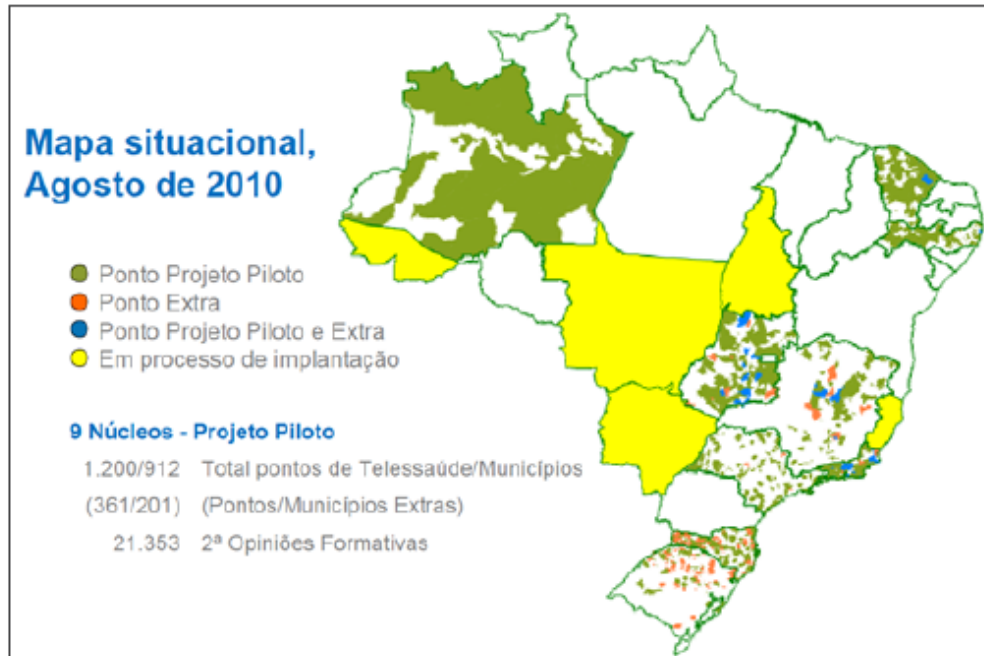 Mapa situacional,
Agosto de 2010
Ponto Projeto Piloto
Ponto Extra
Ponto Projeto Piloto e Extra
Em processo de implantação
9 Núcleos - Projeto Piloto
1.200/912 Total pontos de Telessaúde/Municípios
(361/201) (Pontos/Municípios Extras)
21.353 2ª Opiniões Formativas